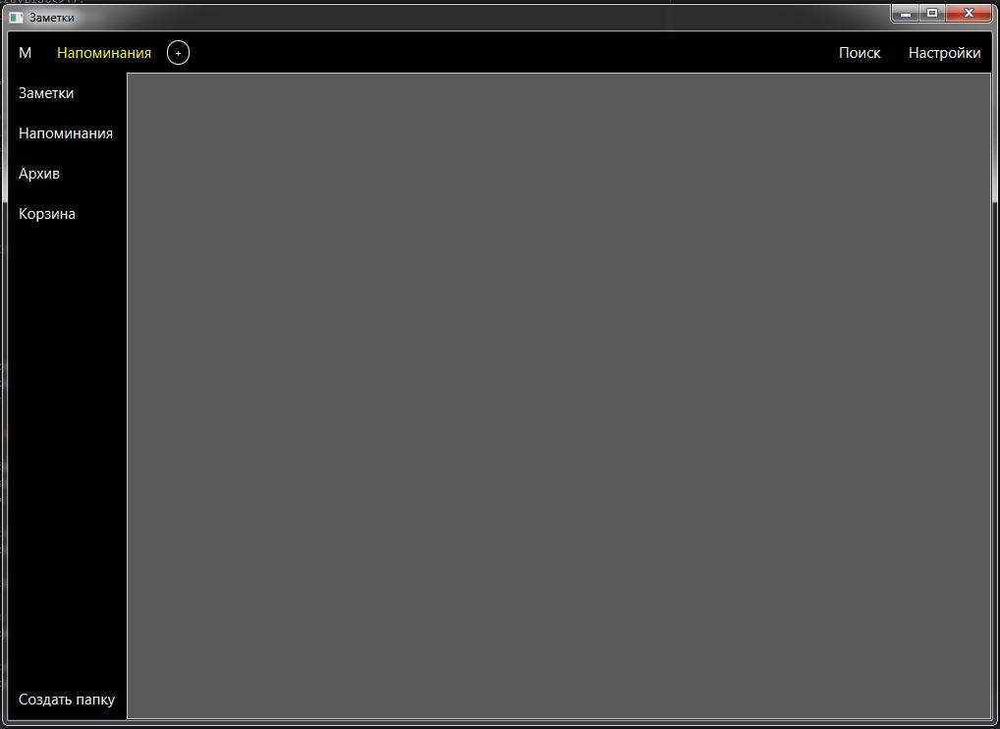 Заметки
М Напоминания + Поиск Настройки
Заметки
Напоминания
Архив
Корзина
Создать папку